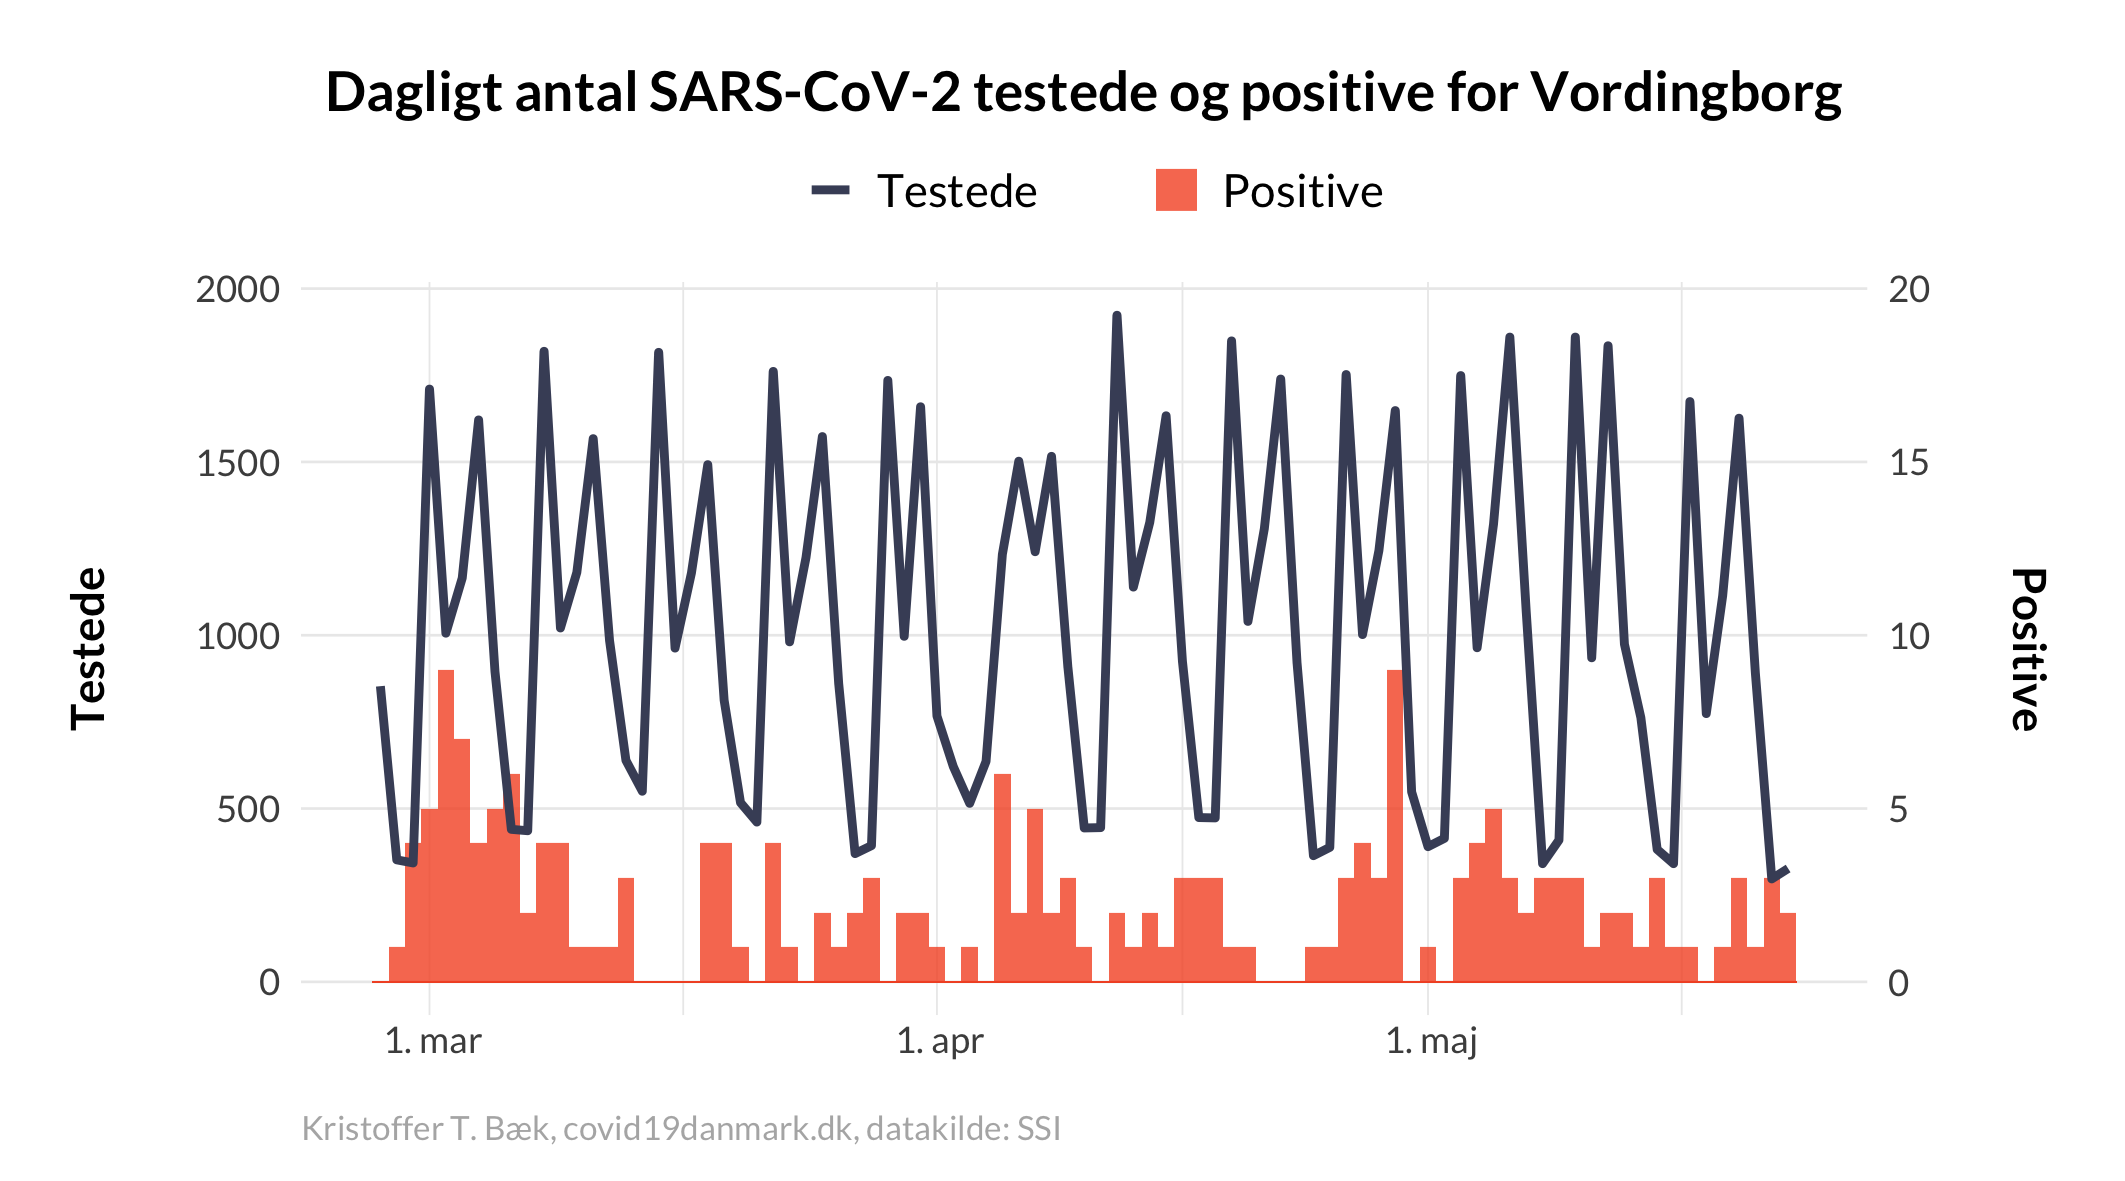 Dagligt antal SARS-CoV-2 testede og positive for Vordingborg
Testede Positive
2000 20
1500 15
1000 10
500 5
0 0
Testede
Positive
1. mar 1. apr 1. maj
Kristoffer T. Bæk, covid19danmark.dk, datakilde: SSI